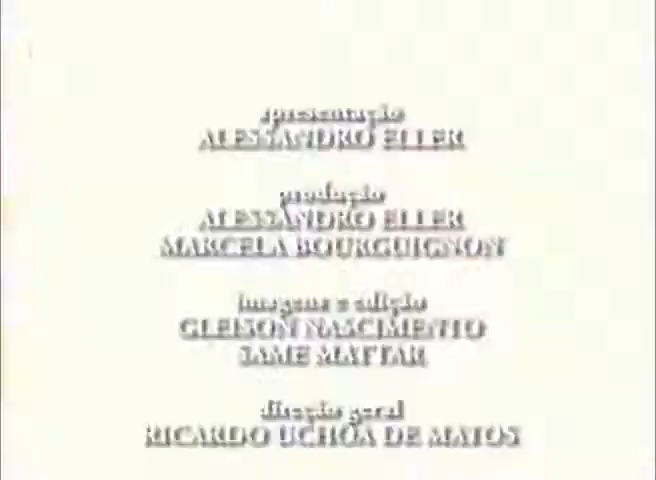 apresentação
ALESSANDRO ELLER
produção
ALESSANDRO ELLER
MARCELA BOURGUIGNON
imagens e edição
GLEISON NASCIMENTO
SAME MATTAR
direção geral
RICARDO UCHÔA DE MATOS